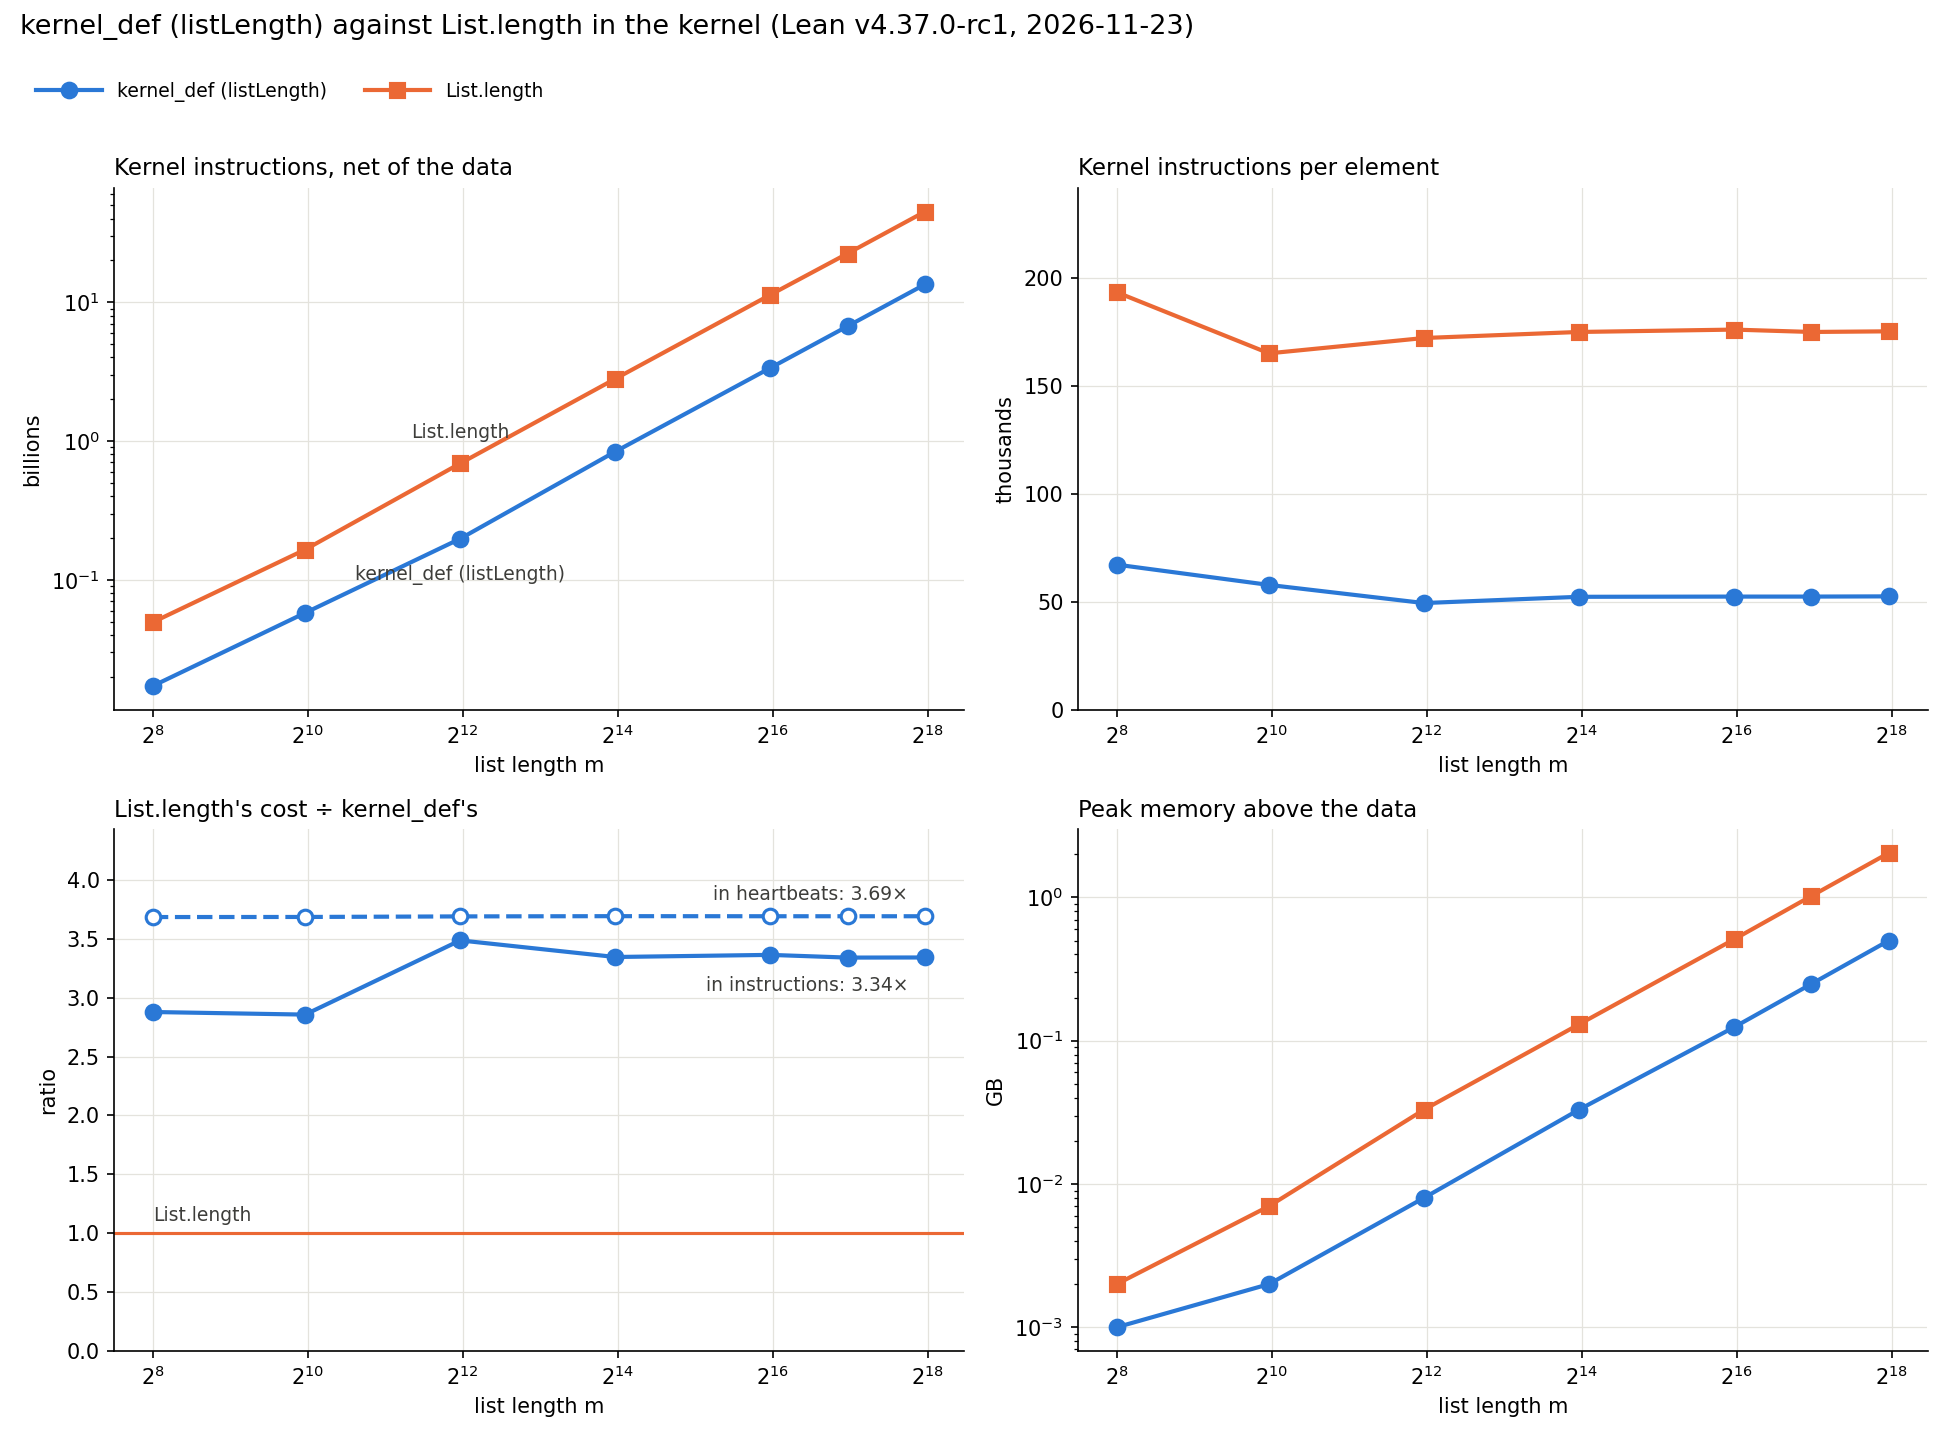 kernel_def (listLength) against List.length in the kernel (Lean v4.37.0-rc1, 2026-11-23)
kernel_def (listLength) List.length
Kernel instructions, net of the data
billions
10¹
10⁰
10⁻¹
List.length
kernel_def (listLength)
2⁸ 2¹⁰ 2¹² 2¹⁴ 2¹⁶ 2¹⁸
list length m
Kernel instructions per element
thousands
200
150
100
50
0
2⁸ 2¹⁰ 2¹² 2¹⁴ 2¹⁶ 2¹⁸
list length m
List.length's cost ÷ kernel_def's
ratio
4.0
3.5
3.0
2.5
2.0
1.5
1.0
0.5
0.0
in heartbeats: 3.69×
in instructions: 3.34×
List.length
2⁸ 2¹⁰ 2¹² 2¹⁴ 2¹⁶ 2¹⁸
list length m
Peak memory above the data
GB
10⁰
10⁻¹
10⁻²
10⁻³
2⁸ 2¹⁰ 2¹² 2¹⁴ 2¹⁶ 2¹⁸
list length m